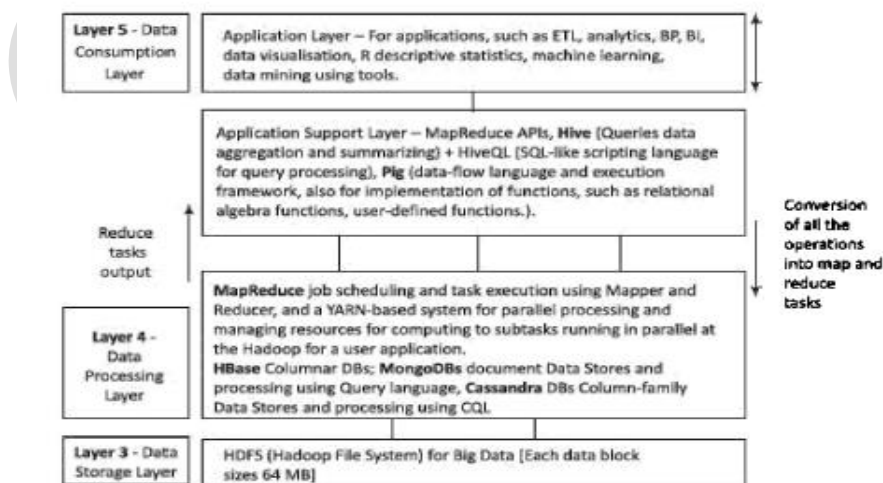 Layer 5 - Data
Consumption
Layer
Application Layer – For applications, such as ETL, analytics, BP, BI,
data visualisation, R descriptive statistics, machine learning,
data mining using tools.
Application Support Layer – MapReduce APIs, Hive (Queries data
aggregation and summarizing) + HiveQL (SQL-like scripting language
for query processing), Pig (data-flow language and execution
framework, also for implementation of functions, such as relational
algebra functions, user-defined functions.).
Reduce
tasks
output
Conversion
of all the
operations
into map and
reduce
tasks
Layer 4 -
Data
Processing
Layer
MapReduce job scheduling and task execution using Mapper and
Reducer, and a YARN-based system for parallel processing and
managing resources for computing to subtasks running in parallel at
the Hadoop for a user application.
HBase Columnar DBs; MongoDBs document Data Stores and
processing using Query language, Cassandra DBs Column-family
Data Stores and processing using CQL
Layer 3 - Data
Storage Layer
HDFS (Hadoop File System) for Big Data [Each data block
sizes 64 MB]